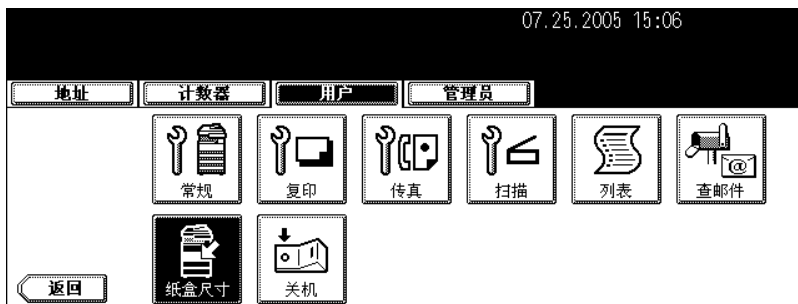 07.25.2005 15:06
地址 计数器 用户 管理员
常规 复印 传真 扫描 列表 查邮件
@
纸盒尺寸 关机
返回